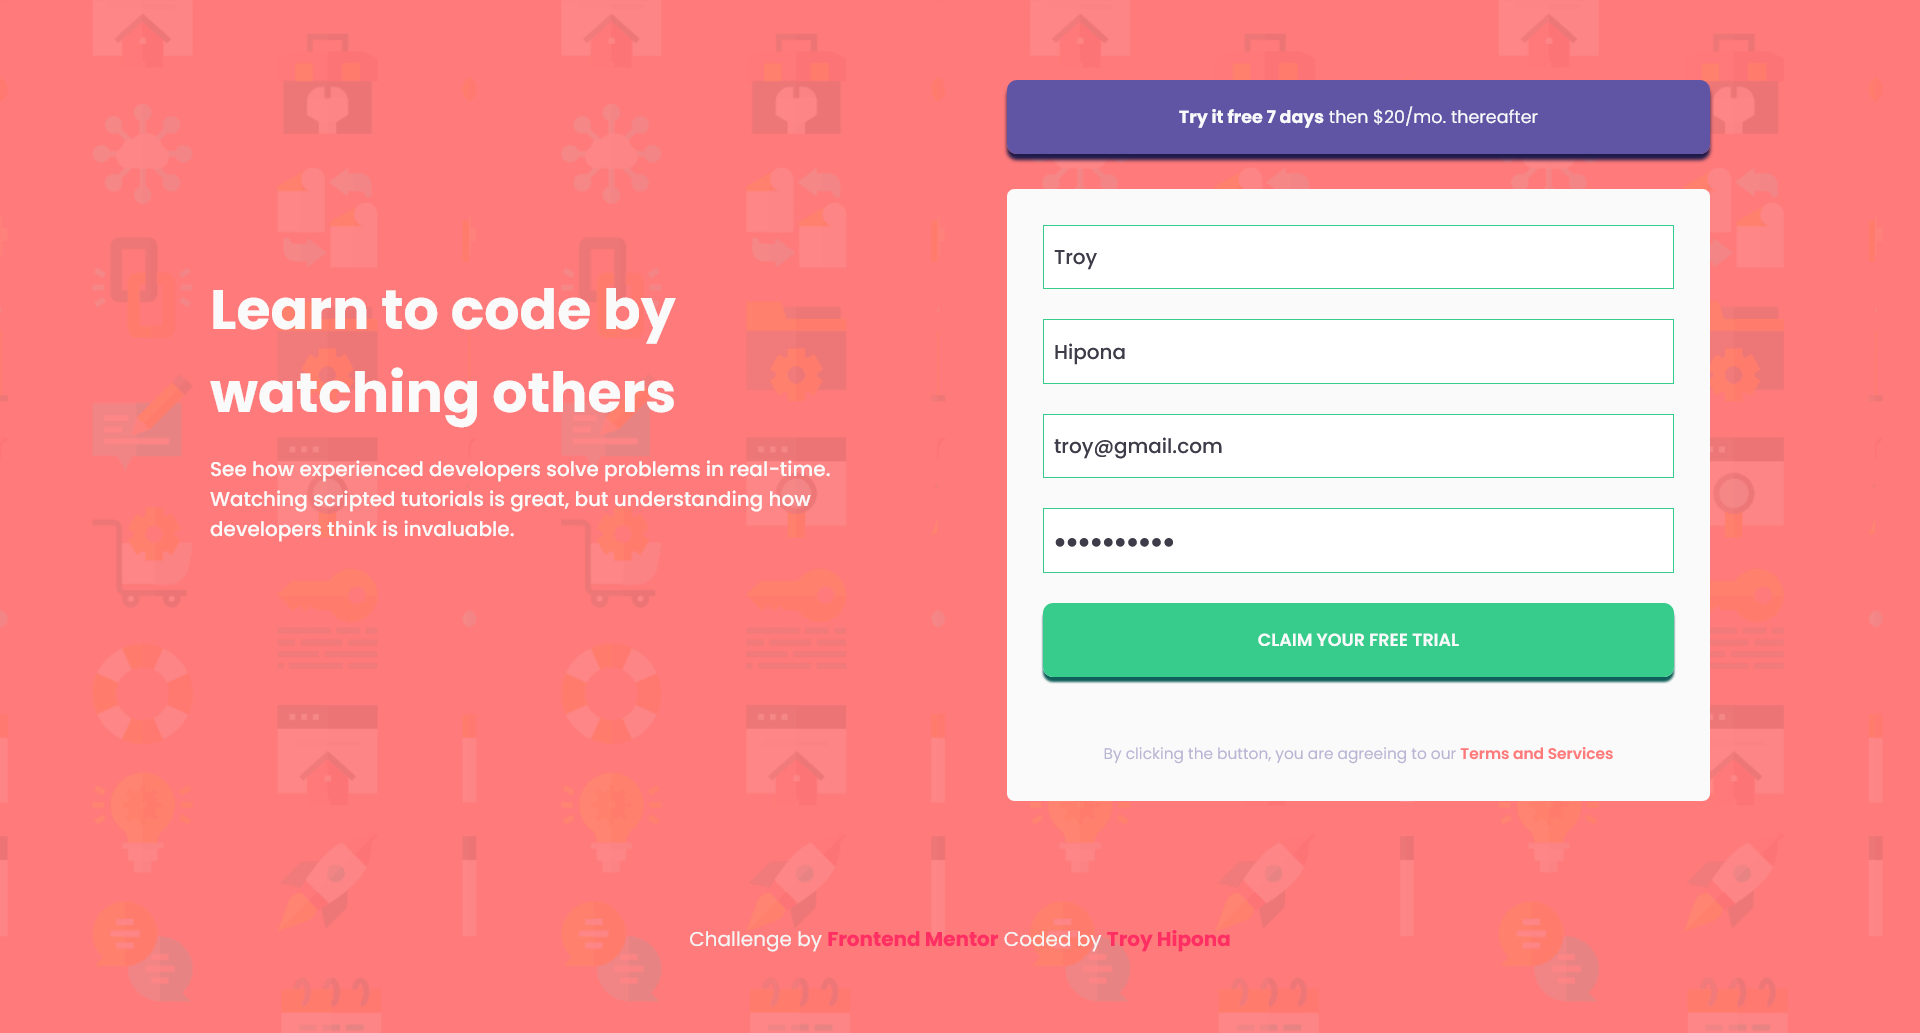 Learn to code by
watching others
See how experienced developers solve problems in real-time.
Watching scripted tutorials is great, but understanding how
developers think is invaluable.
Try it free 7 days then $20/mo. thereafter
Troy
Hipona
troy@gmail.com
●●●●●●●●●●
CLAIM YOUR FREE TRIAL
By clicking the button, you are agreeing to our Terms and Services
Challenge by Frontend Mentor Coded by Troy Hipona